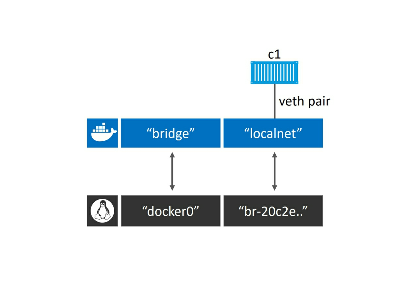 c1
veth pair
“bridge”
“localnet”
“docker0”
“br-20c2e..”